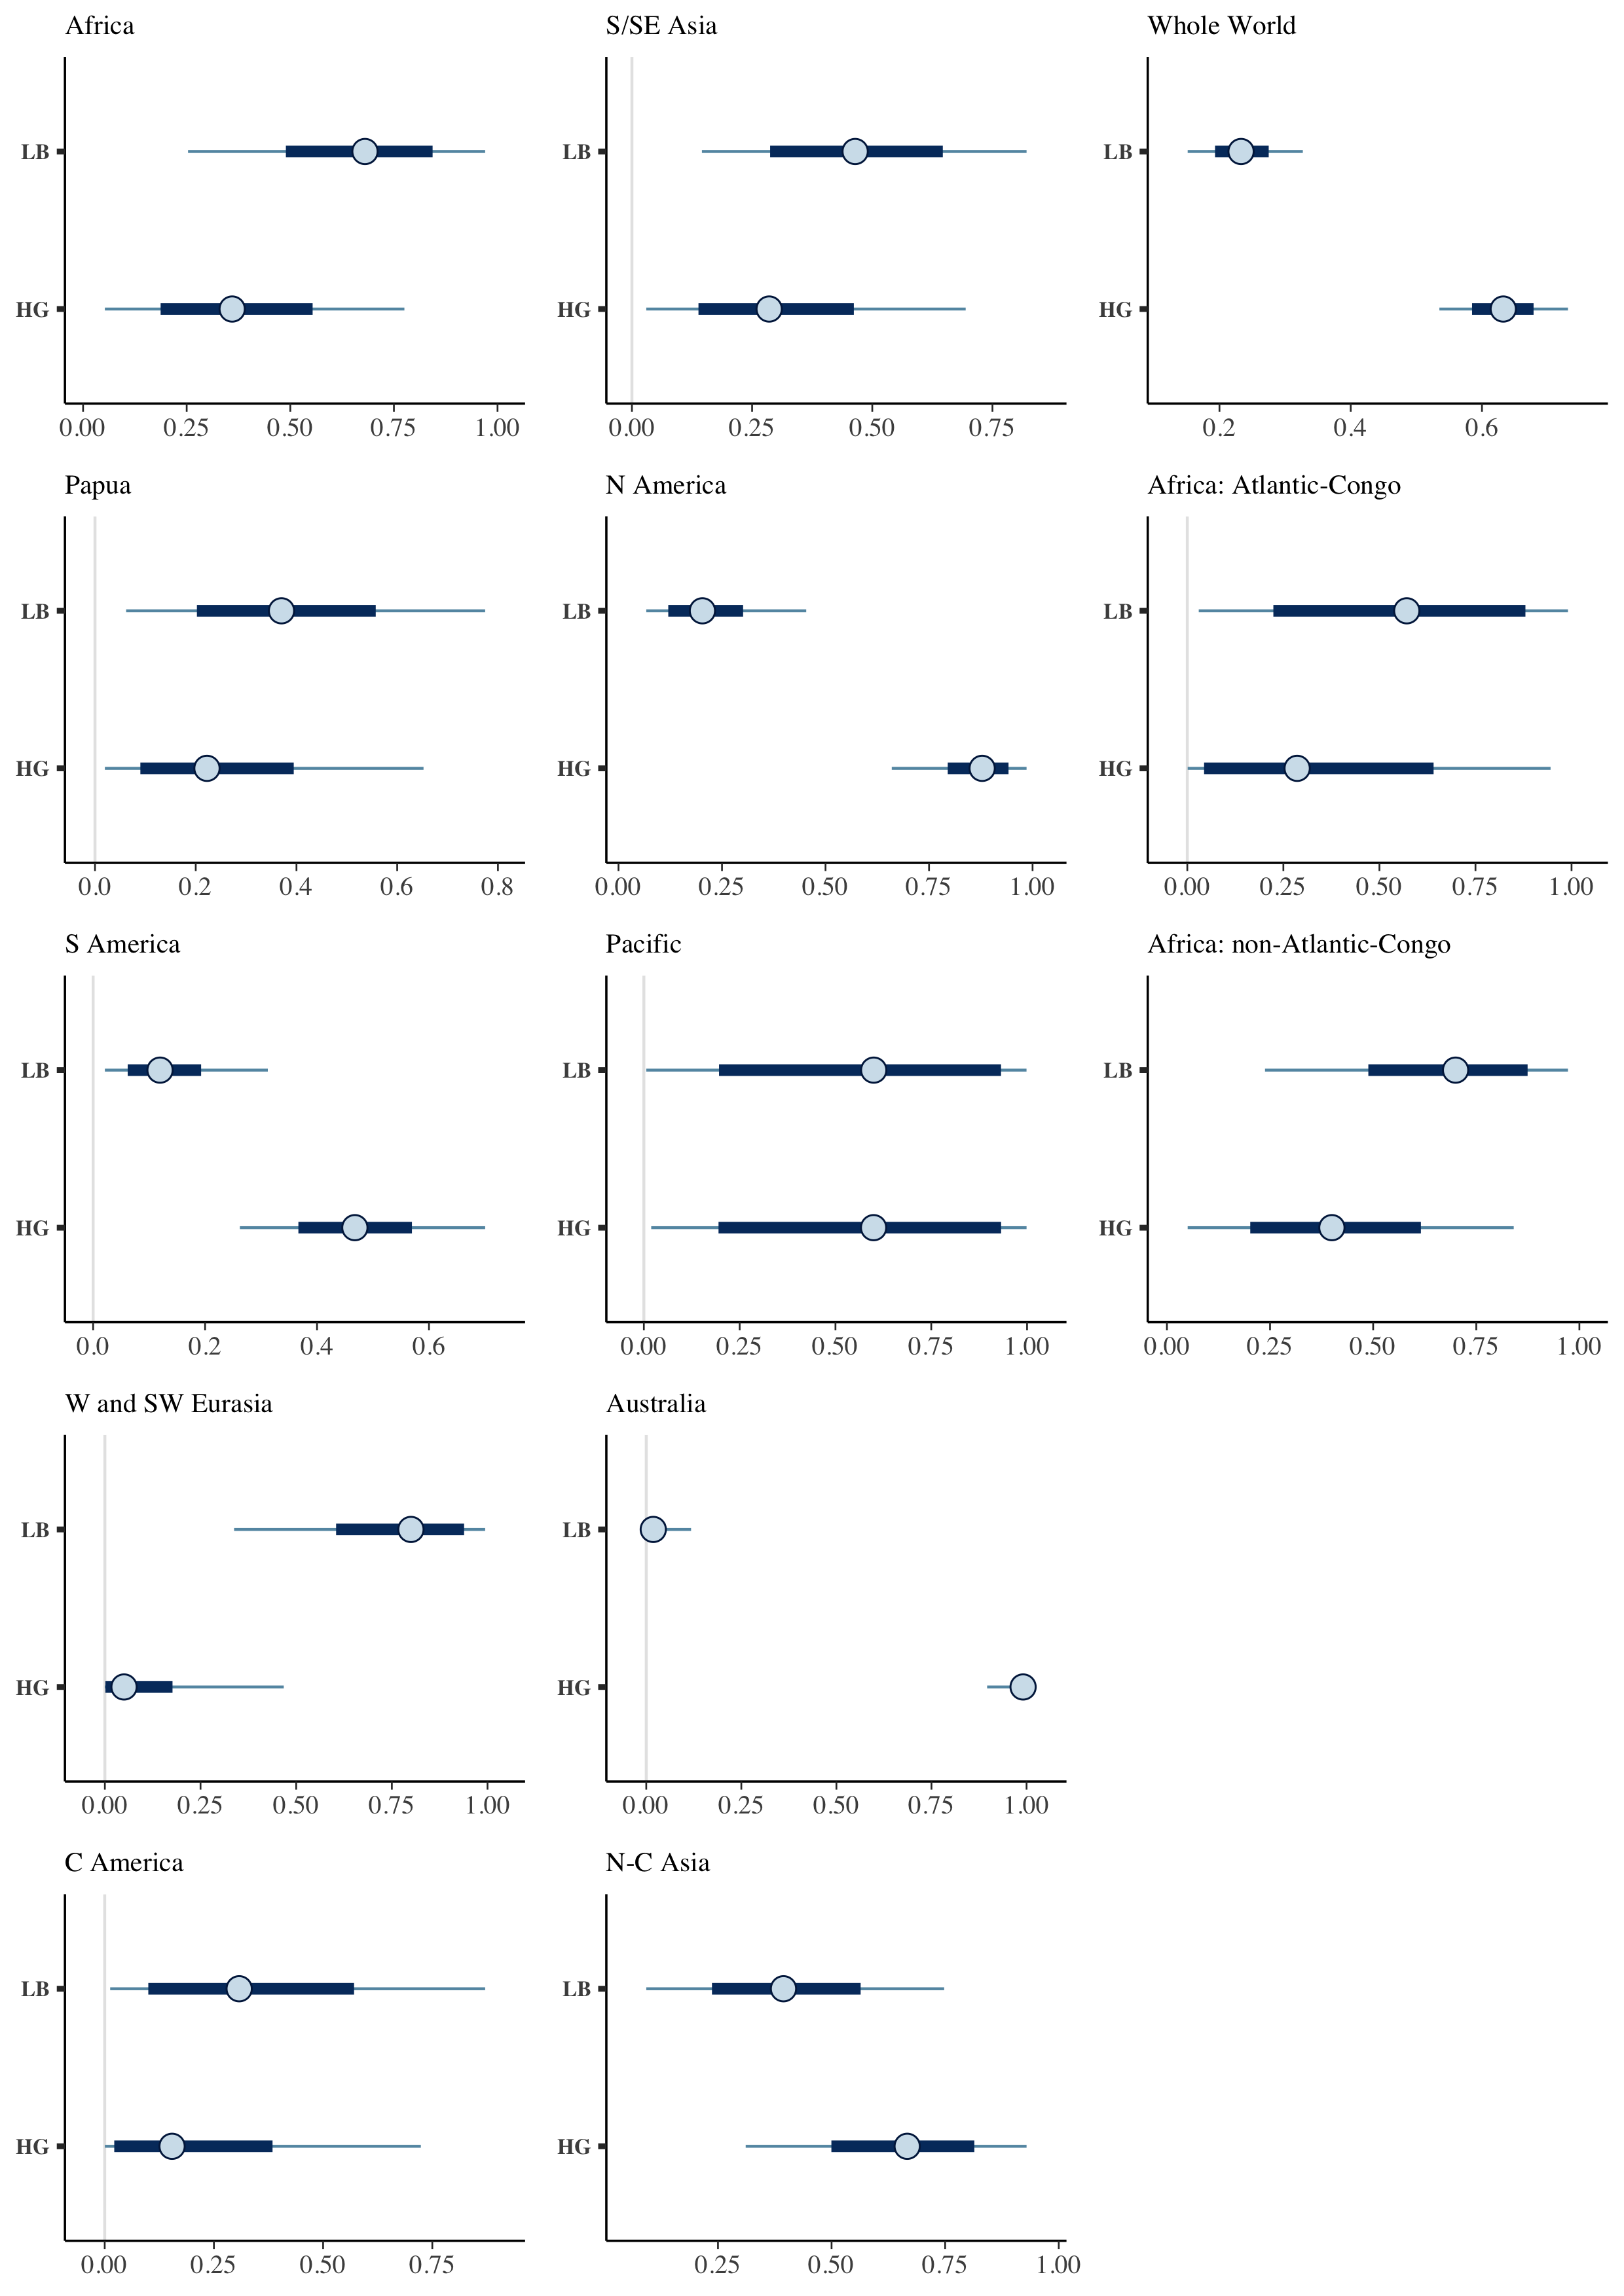 Africa
LB
HG
0.00 0.25 0.50 0.75 1.00
S/SE Asia
LB
HG
0.00 0.25 0.50 0.75
Whole World
LB
HG
0.2 0.4 0.6
Papua
LB
HG
0.0 0.2 0.4 0.6 0.8
N America
LB
HG
0.00 0.25 0.50 0.75 1.00
Africa: Atlantic-Congo
LB
HG
0.00 0.25 0.50 0.75 1.00
S America
LB
HG
0.0 0.2 0.4 0.6
Pacific
LB
HG
0.00 0.25 0.50 0.75 1.00
Africa: non-Atlantic-Congo
LB
HG
0.00 0.25 0.50 0.75 1.00
W and SW Eurasia
LB
HG
0.00 0.25 0.50 0.75 1.00
Australia
LB
HG
0.00 0.25 0.50 0.75 1.00
C America
LB
HG
0.00 0.25 0.50 0.75
N-C Asia
LB
HG
0.25 0.50 0.75 1.00